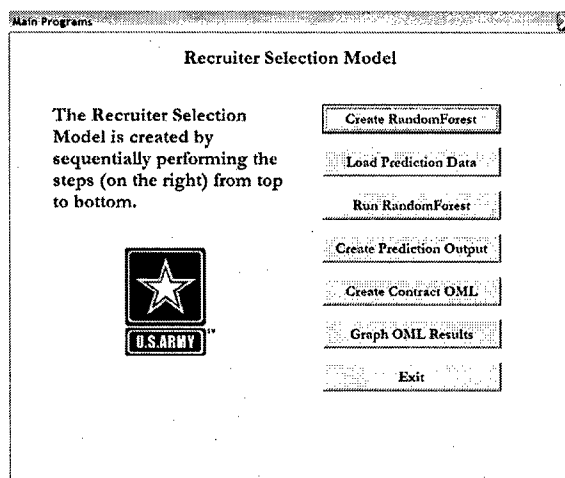 Main Programs
Recruiter Selection Model
The Recruiter Selection
Model is created by
sequentially performing the
steps (on the right) from top
to bottom.
Create RandomForest
Load Prediction Data
Run RandomForest
Create Prediction Output
Create Contract OML
Graph OML Results
Exit
U.S.ARMY